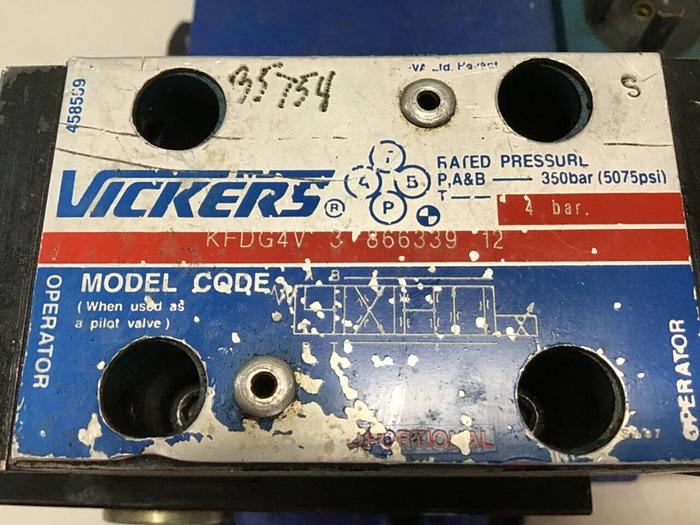 458509
35754
S
RATED PRESSURE
VICKERS ®
T
A B
P
P,A&B — 350bar (5075psi)
T — 4 bar.
KFDG4V 3 866339 12
MODEL CODE
(When used as
a pilot valve)
A B
OPERATOR
OPERATOR